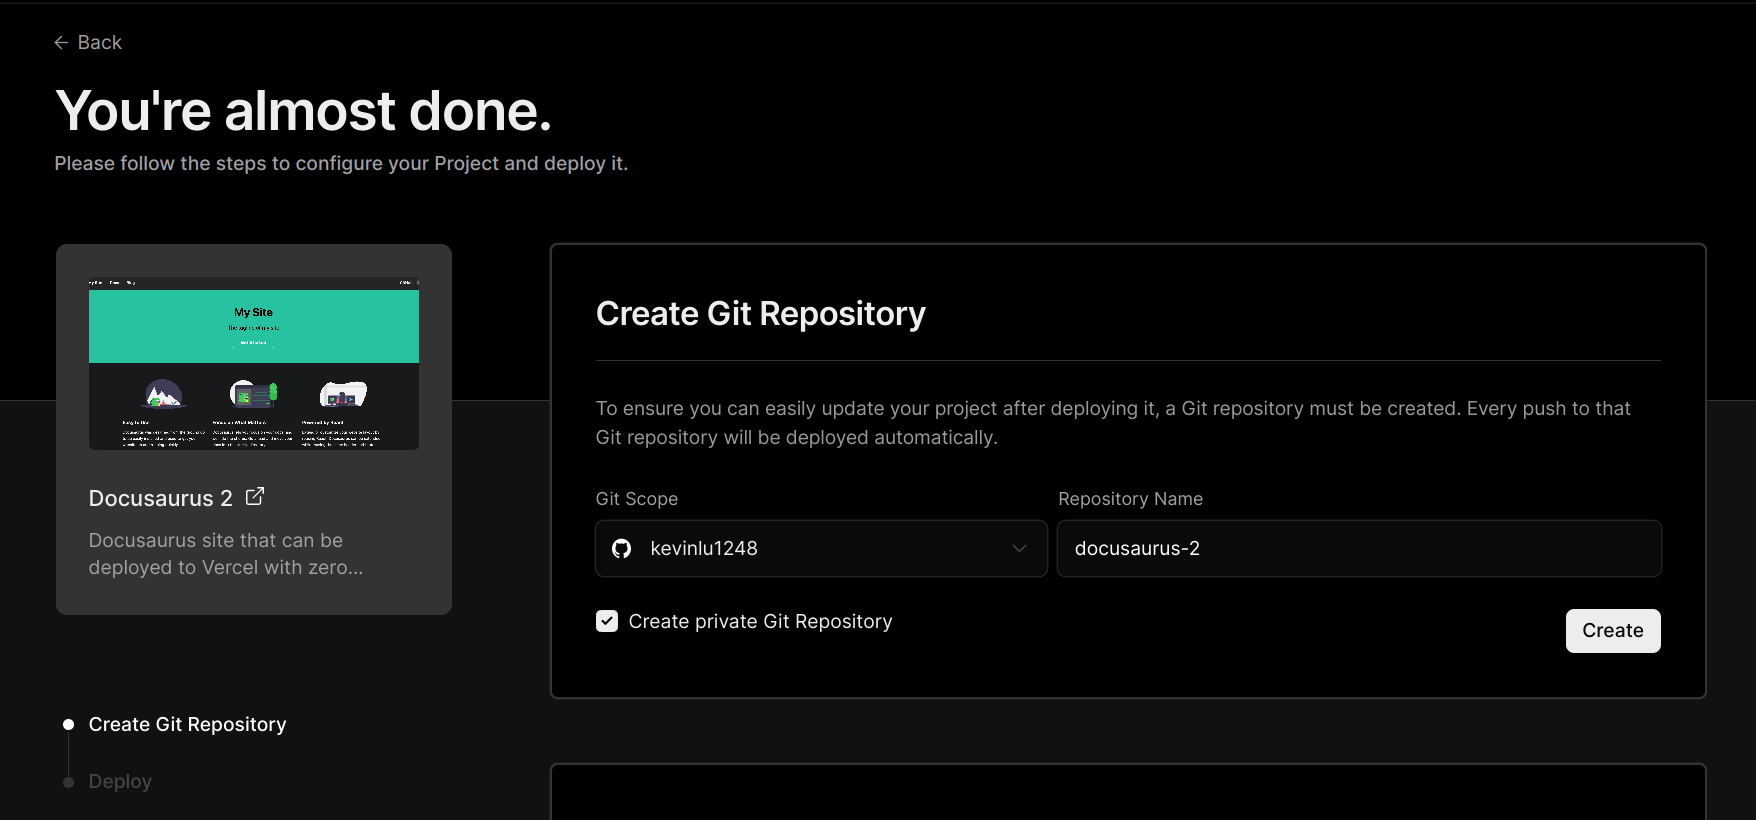 Back
You're almost done.
Please follow the steps to configure your Project and deploy it.
My Site
Docusaurus 2
Docusaurus site that can be
deployed to Vercel with zero...
Create Git Repository
Deploy
Create Git Repository
To ensure you can easily update your project after deploying it, a Git repository must be created. Every push to that
Git repository will be deployed automatically.
Git Scope
Repository Name
kevinlu1248
docusaurus-2
Create private Git Repository
Create